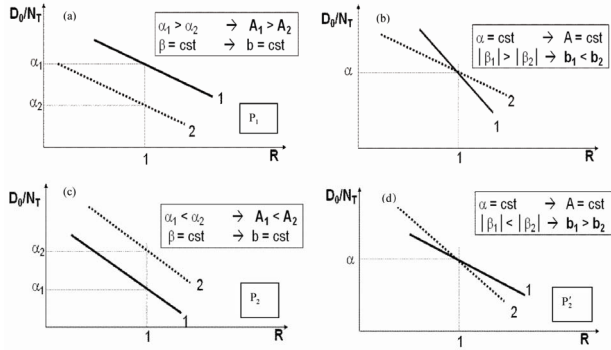 D₀/N_T
(a)
α₁ > α₂ → A₁ > A₂
β = cst → b = cst
α₁
α₂
1
2
P₁
1
R
D₀/N_T
(b)
α = cst → A = cst
|β₁| > |β₂| → b₁ < b₂
α
2
1
1
R
D₀/N_T
(c)
α₁ < α₂ → A₁ < A₂
β = cst → b = cst
α₂
α₁
2
1
P₂
1
R
D₀/N_T
(d)
α = cst → A = cst
|β₁| < |β₂| → b₁ > b₂
α
1
2
P′₂
1
R